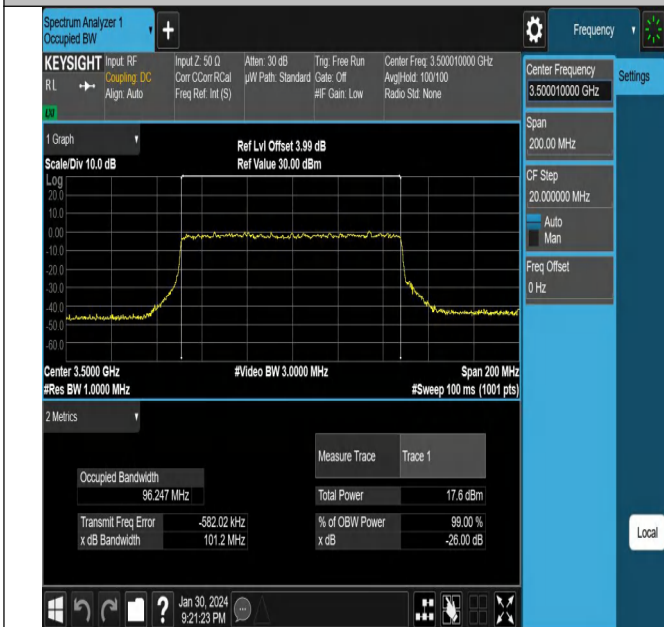 Spectrum Analyzer 1
Occupied BW
+
Frequency
KEYSIGHT
RL
LXI
Input: RF
Coupling: DC
Align: Auto
Input Z: 50 Ω
Corr CCorr RCal
Freq Ref: Int (S)
Atten: 30 dB
µW Path: Standard
Trig: Free Run
Gate: Off
#IF Gain: Low
Center Freq: 3.500010000 GHz
Avg|Hold: 100/100
Radio Std: None
Center Frequency
3.500010000 GHz
Settings
Span
200.00 MHz
CF Step
20.000000 MHz
Auto
Man
Freq Offset
0 Hz
1 Graph
Scale/Div 10.0 dB
Ref Lvl Offset 3.99 dB
Ref Value 30.00 dBm
Log
20.0
10.0
0.00
-10.0
-20.0
-30.0
-40.0
-50.0
-60.0
Center 3.5000 GHz
#Res BW 1.0000 MHz
#Video BW 3.0000 MHz
Span 200 MHz
#Sweep 100 ms (1001 pts)
2 Metrics
Measure Trace Trace 1
Occupied Bandwidth
96.247 MHz
Total Power 17.6 dBm
Transmit Freq Error -582.02 kHz
% of OBW Power 99.00 %
x dB Bandwidth 101.2 MHz
x dB -26.00 dB
Local
?
Jan 30, 2024
9:21:23 PM